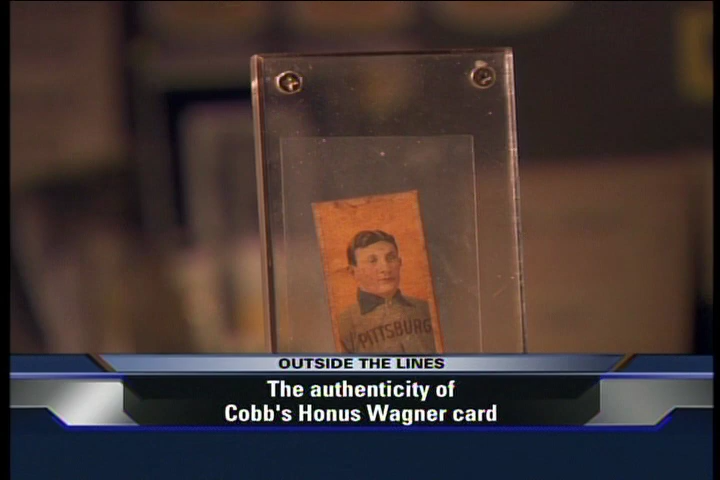 PITTSBURG
OUTSIDE THE LINES
The authenticity of
Cobb's Honus Wagner card